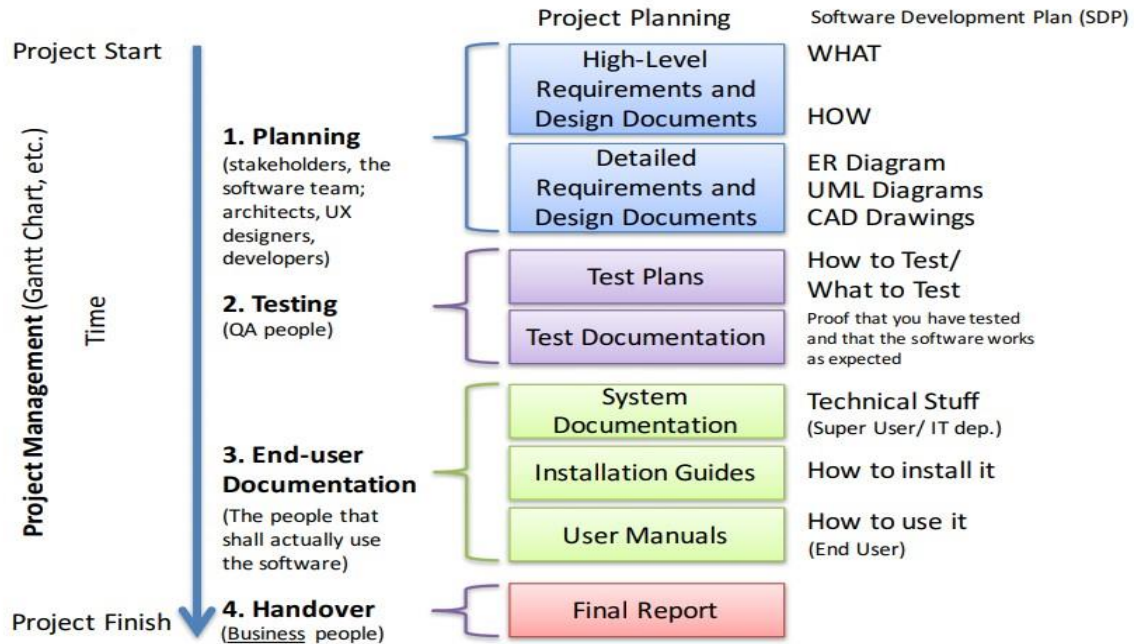 Project Planning
Software Development Plan (SDP)
Project Start
High-Level
Requirements and
Design Documents
WHAT
HOW
1. Planning
(stakeholders, the
software team;
architects, UX
designers,
developers)
Detailed
Requirements and
Design Documents
ER Diagram
UML Diagrams
CAD Drawings
Project Management (Gantt Chart, etc.)
Time
2. Testing
(QA people)
Test Plans
How to Test/
What to Test
Test Documentation
Proof that you have tested
and that the software works
as expected
3. End-user
Documentation
(The people that
shall actually use
the software)
System
Documentation
Technical Stuff
(Super User/ IT dep.)
Installation Guides
How to install it
User Manuals
How to use it
(End User)
Project Finish
4. Handover
(Business people)
Final Report